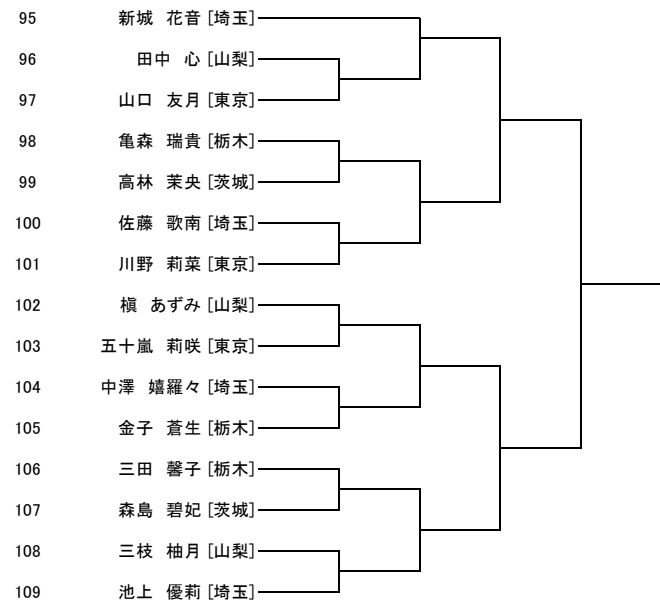 95 新城 花音 [埼玉]
96 田中 心 [山梨]
97 山口 友月 [東京]
98 亀森 瑞貴 [栃木]
99 高林 茉央 [茨城]
100 佐藤 歌南 [埼玉]
101 川野 莉菜 [東京]
102 槇 あずみ [山梨]
103 五十嵐 莉咲 [東京]
104 中澤 嬉羅々 [埼玉]
105 金子 蒼生 [栃木]
106 三田 馨子 [栃木]
107 森島 碧妃 [茨城]
108 三枝 柚月 [山梨]
109 池上 優莉 [埼玉]